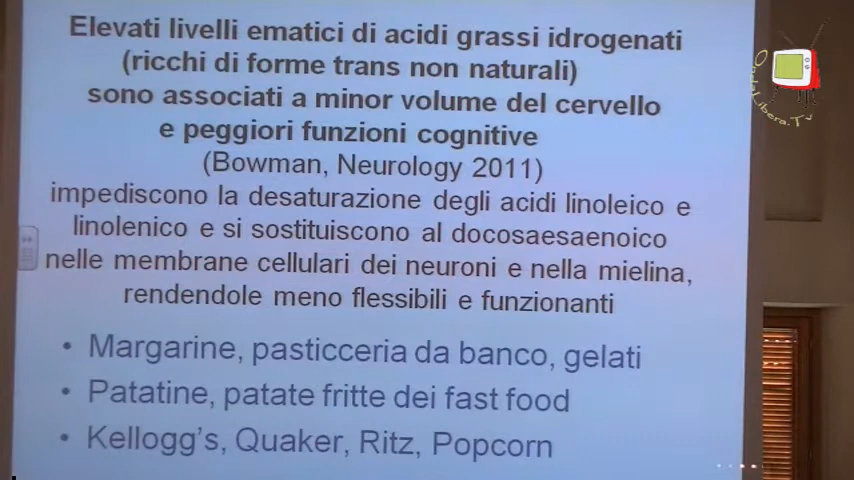 Elevati livelli ematici di acidi grassi idrogenati
(ricchi di forme trans non naturali)
sono associati a minor volume del cervello
e peggiori funzioni cognitive
(Bowman, Neurology 2011)
impediscono la desaturazione degli acidi linoleico e
linolenico e si sostituiscono al docosaesaenoico
nelle membrane cellulari dei neuroni e nella mielina,
rendendole meno flessibili e funzionanti
• Margarine, pasticceria da banco, gelati
• Patatine, patate fritte dei fast food
• Kellogg's, Quaker, Ritz, Popcorn